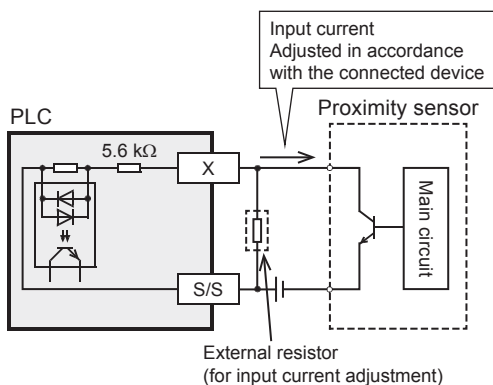 Input current
Adjusted in accordance
with the connected device
PLC
Proximity sensor
5.6 kΩ
X
Main circuit
S/S
External resistor
(for input current adjustment)